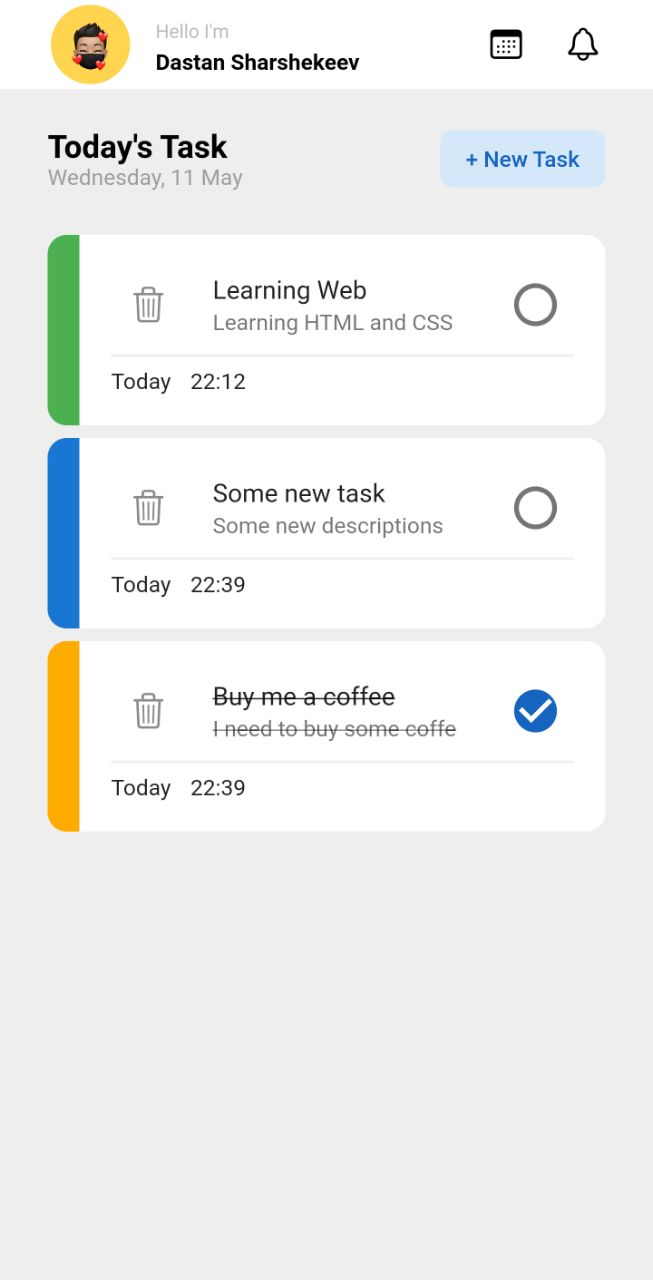 Hello I'm
Dastan Sharshekeev
Today's Task
Wednesday, 11 May
+ New Task
Learning Web
Learning HTML and CSS
Today 22:12
Some new task
Some new descriptions
Today 22:39
Buy me a coffee
I need to buy some coffe
Today 22:39